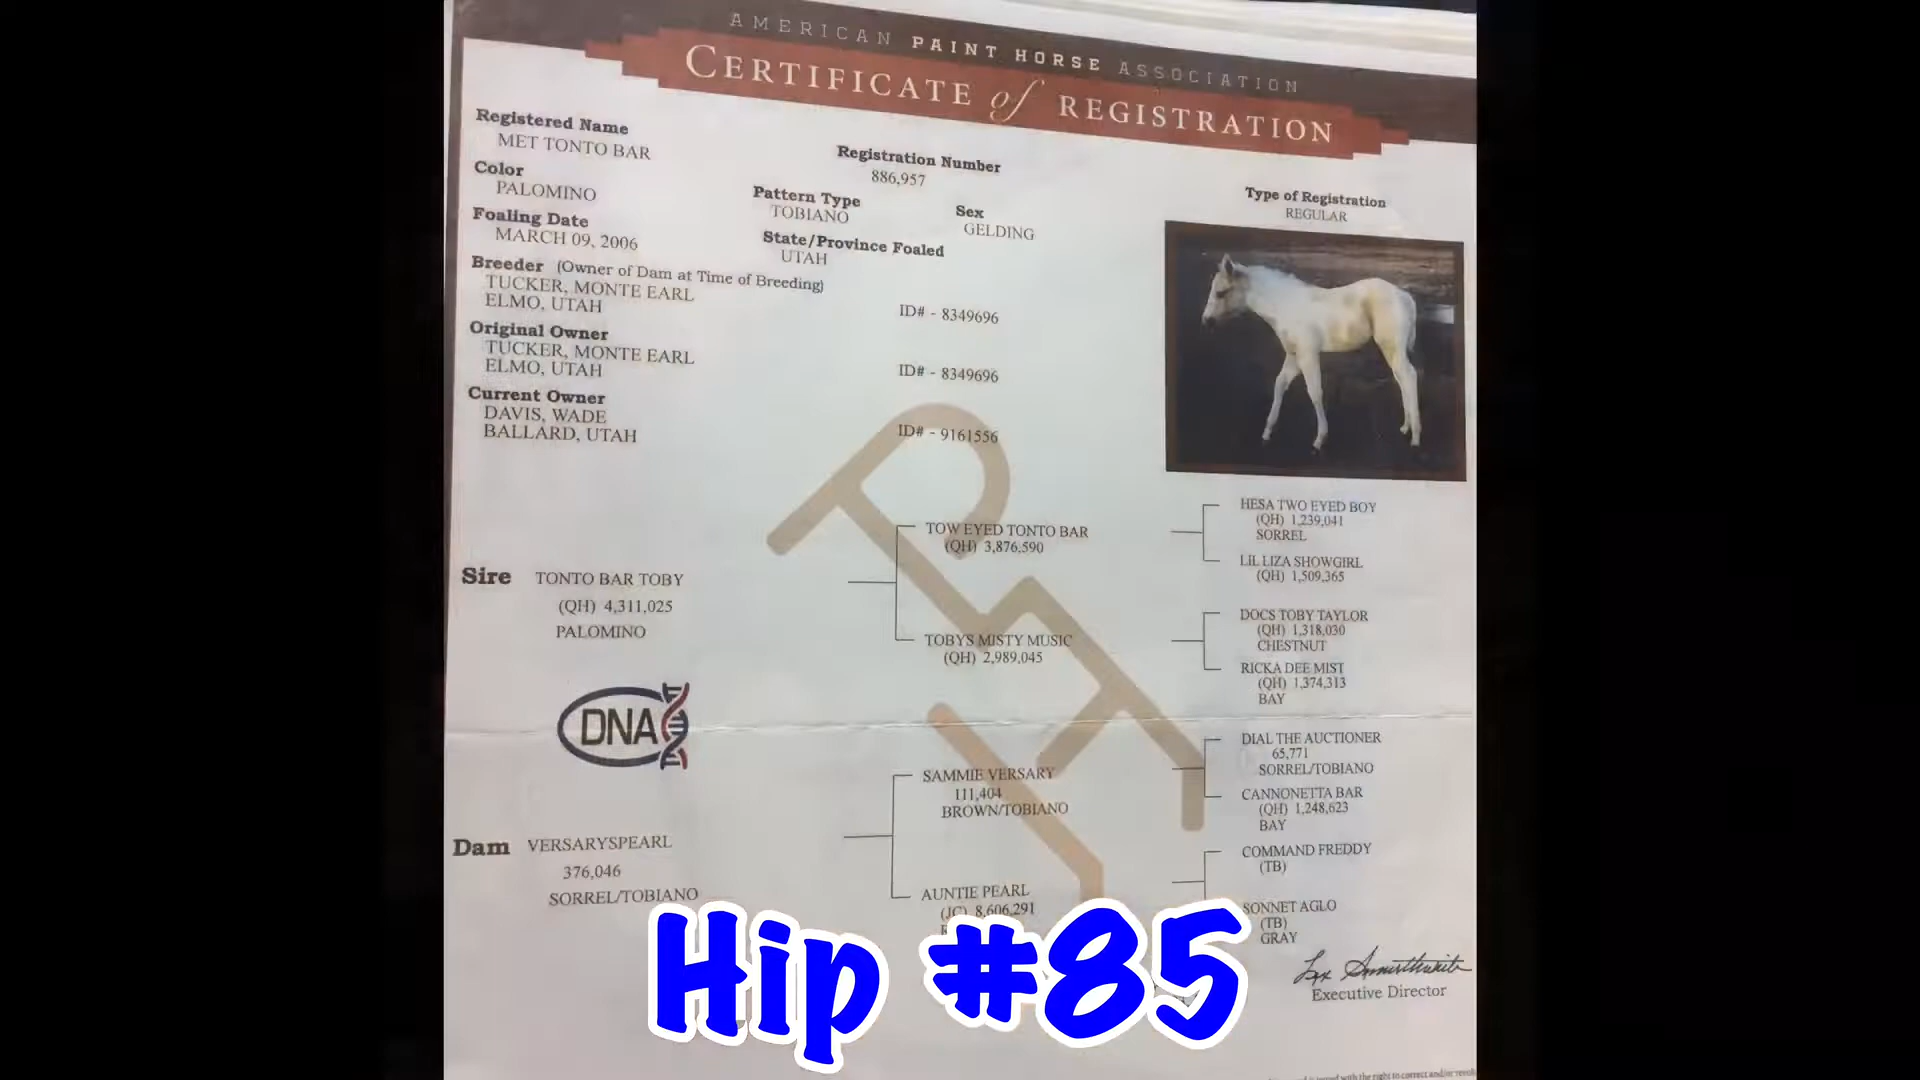 AMERICAN PAINT HORSE ASSOCIATION
CERTIFICATE of REGISTRATION
Registered Name
MET TONTO BAR
Registration Number
886,957
Color
PALOMINO
Pattern Type
TOBIANO
Sex
GELDING
Type of Registration
REGULAR
Foaling Date
MARCH 09, 2006
State/Province Foaled
UTAH
Breeder (Owner of Dam at Time of Breeding)
TUCKER, MONTE EARL
ELMO, UTAH
ID# - 8349696
Original Owner
TUCKER, MONTE EARL
ELMO, UTAH
ID# - 8349696
Current Owner
DAVIS, WADE
BALLARD, UTAH
ID# - 9161556
Sire TONTO BAR TOBY
(QH) 4,311,025
PALOMINO
TOW EYED TONTO BAR
(QH) 3,876,590
TOBYS MISTY MUSIC
(QH) 2,989,045
HESA TWO EYED BOY
(QH) 1,239,041
SORREL
LIL LIZA SHOWGIRL
(QH) 1,509,365
DOCS TOBY TAYLOR
(QH) 1,318,030
CHESTNUT
RICKA DEE MIST
(QH) 1,374,313
BAY
DNA
Dam VERSARYSPEARL
376,046
SORREL/TOBIANO
SAMMIE VERSARY
111,404
BROWN/TOBIANO
AUNTIE PEARL
(JC) 8,606,291
DIAL THE AUCTIONER
65,771
SORREL/TOBIANO
CANNONETTA BAR
(QH) 1,248,623
BAY
COMMAND FREDDY
(TB)
SONNET AGLO
(TB)
GRAY
Executive Director
Hip #85